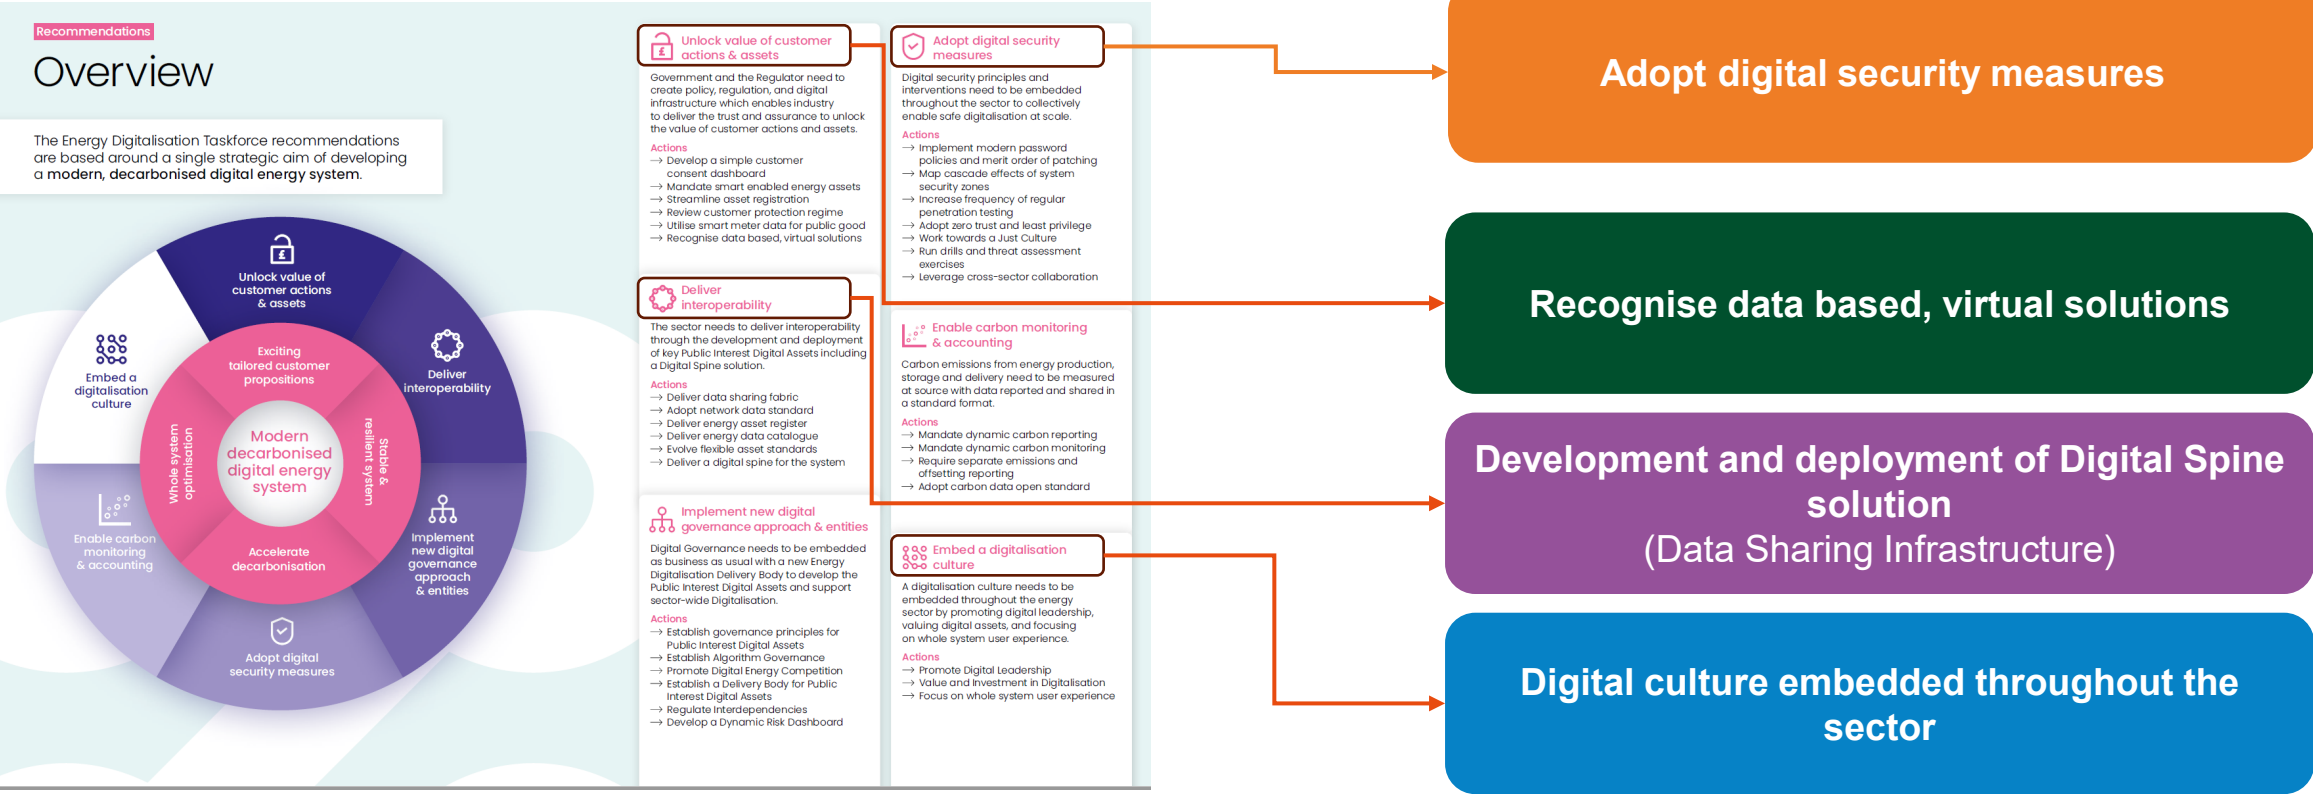 Recommendations
Overview
The Energy Digitalisation Taskforce recommendations
are based around a single strategic aim of developing
a modern, decarbonised digital energy system.
Unlock value of
customer actions
& assets
Deliver
interoperability
Implement
new digital
governance
approach
& entities
Adopt digital
security measures
Enable carbon
monitoring
& accounting
Embed a
digitalisation
culture
Exciting
tailored customer
propositions
Stable &
resilient system
Accelerate
decarbonisation
Whole system
optimisation
Modern
decarbonised
digital energy
system
£
Unlock value of customer
actions & assets
Government and the Regulator need to
create policy, regulation, and digital
infrastructure which enables industry
to deliver the trust and assurance to unlock
the value of customer actions and assets.
Actions
→ Develop a simple customer
consent dashboard
→ Mandate smart enabled energy assets
→ Streamline asset registration
→ Review customer protection regime
→ Utilise smart meter data for public good
→ Recognise data based, virtual solutions
Deliver
interoperability
The sector needs to deliver interoperability
through the development and deployment
of key Public Interest Digital Assets including
a Digital Spine solution.
Actions
→ Deliver data sharing fabric
→ Adopt network data standard
→ Deliver energy asset register
→ Deliver energy data catalogue
→ Evolve flexible asset standards
→ Deliver a digital spine for the system
Implement new digital
governance approach & entities
Digital Governance needs to be embedded
as business as usual with a new Energy
Digitalisation Delivery Body to develop the
Public Interest Digital Assets and support
sector-wide Digitalisation.
Actions
→ Establish governance principles for
Public Interest Digital Assets
→ Establish Algorithm Governance
→ Promote Digital Energy Competition
→ Establish a Delivery Body for Public
Interest Digital Assets
→ Regulate Interdependencies
→ Develop a Dynamic Risk Dashboard
Adopt digital security
measures
Digital security principles and
interventions need to be embedded
throughout the sector to collectively
enable safe digitalisation at scale.
Actions
→ Implement modern password
policies and merit order of patching
→ Map cascade effects of system
security zones
→ Increase frequency of regular
penetration testing
→ Adopt zero trust and least privilege
→ Work towards a Just Culture
→ Run drills and threat assessment
exercises
→ Leverage cross-sector collaboration
Enable carbon monitoring
& accounting
Carbon emissions from energy production,
storage and delivery need to be measured
at source with data reported and shared in
a standard format.
Actions
→ Mandate dynamic carbon reporting
→ Mandate dynamic carbon monitoring
→ Require separate emissions and
offsetting reporting
→ Adopt carbon data open standard
Embed a digitalisation
culture
A digitalisation culture needs to be
embedded throughout the energy
sector by promoting digital leadership,
valuing digital assets, and focusing
on whole system user experience.
Actions
→ Promote Digital Leadership
→ Value and Investment in Digitalisation
→ Focus on whole system user experience
Adopt digital security measures
Recognise data based, virtual solutions
Development and deployment of Digital Spine
solution
(Data Sharing Infrastructure)
Digital culture embedded throughout the
sector